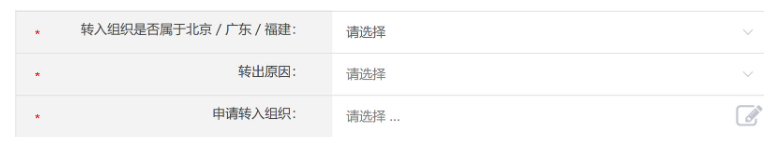 * 转入组织是否属于北京 / 广东 / 福建: 请选择
* 转出原因: 请选择
* 申请转入组织: 请选择 ...